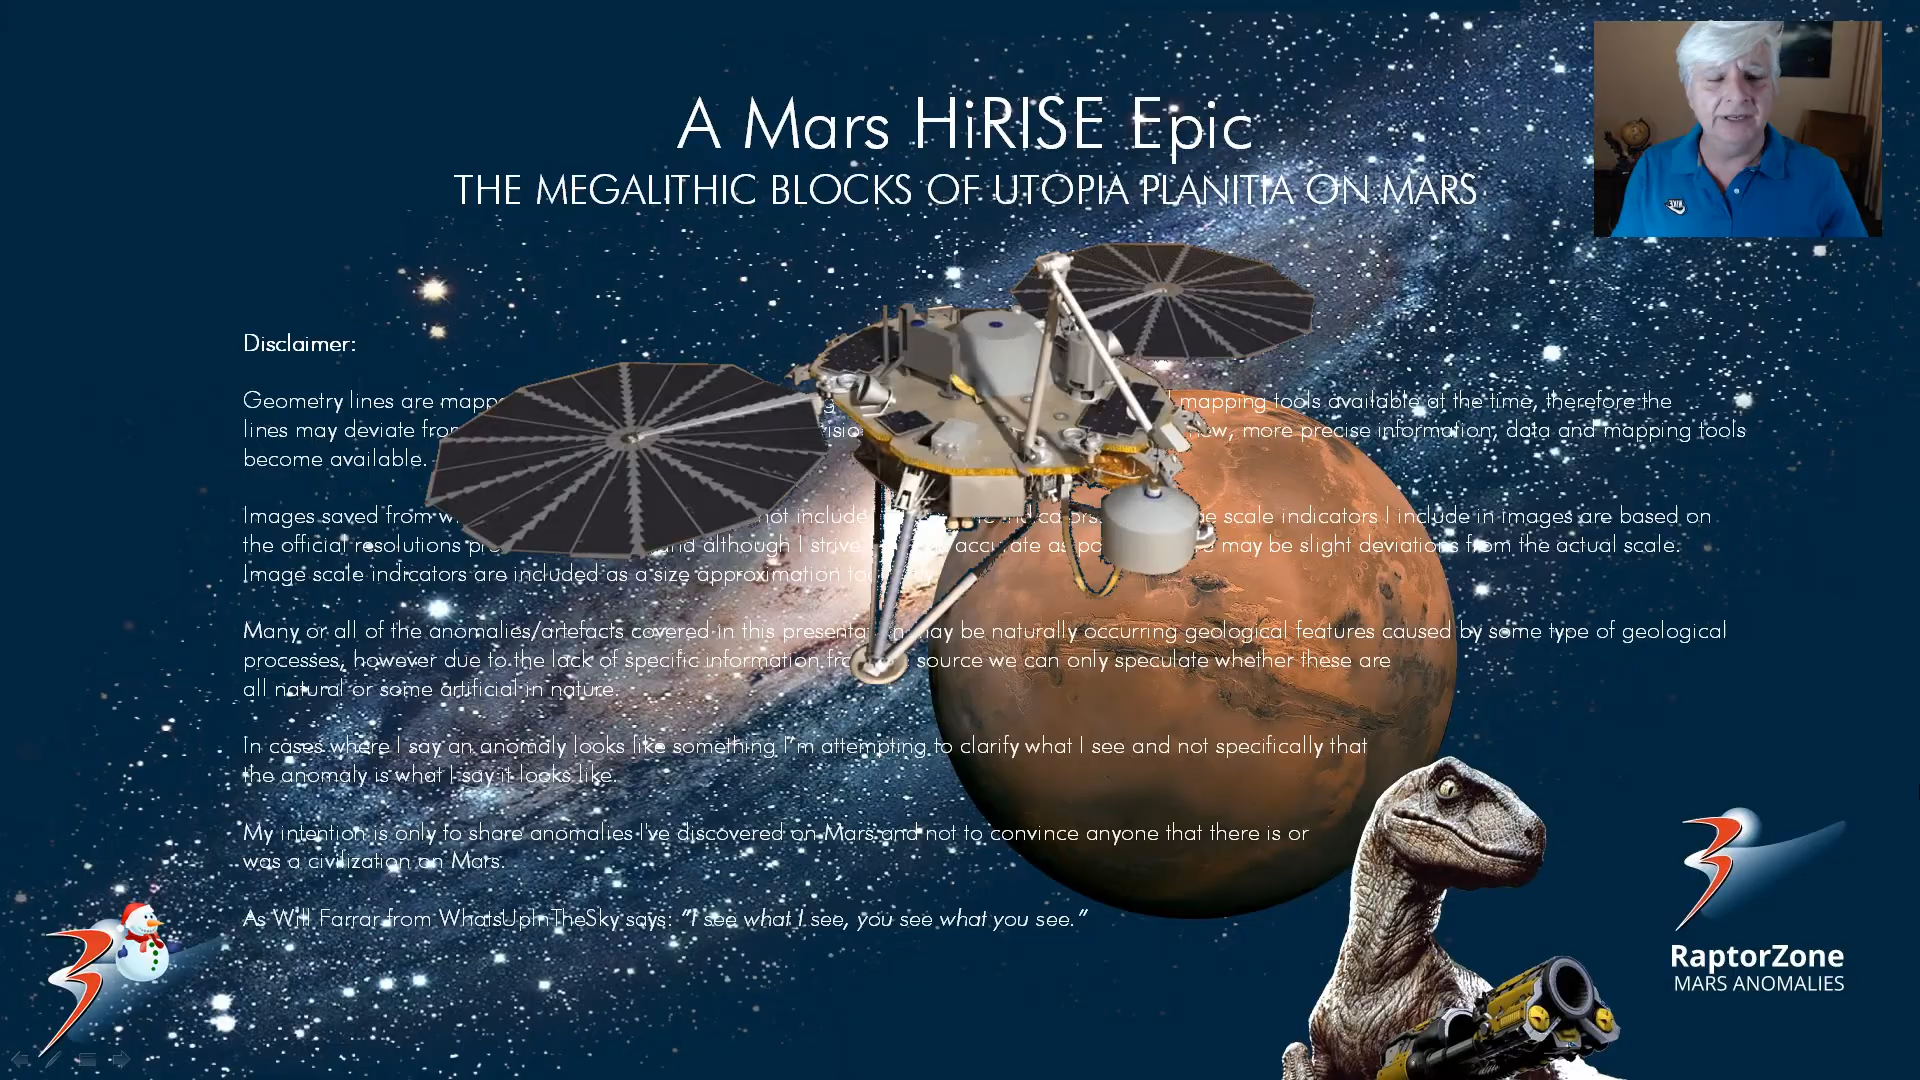 A Mars HiRISE Epic
THE MEGALITHIC BLOCKS OF UTOPIA PLANITIA ON MARS
Disclaimer:
Geometry lines are mapping tools available at the time, therefore the
lines may deviate more precise information, data and mapping tools
become available.
Images saved from not include scale indicators I include in images are based on
the official resolutions although I strive may be slight deviations from the actual scale.
Image scale indicators are included as a size approximation
Many or all of the anomalies/artefacts covered in this may be naturally occurring geological features caused by some type of geological
processes, however due to the lack of specific information source we can only speculate whether these are
all natural or some artificial in nature.
In cases where I say an anomaly looks like something I'm attempting to clarify what I see and not specifically that
the anomaly is what I say it looks like.
My intention is only to share anomalies I've discovered on Mars and not to convince anyone that there is or
was a civilization on Mars.
As Will Farrar from WhatsUpInTheSky says: "I see what I see, you see what you see."
RaptorZone
MARS ANOMALIES